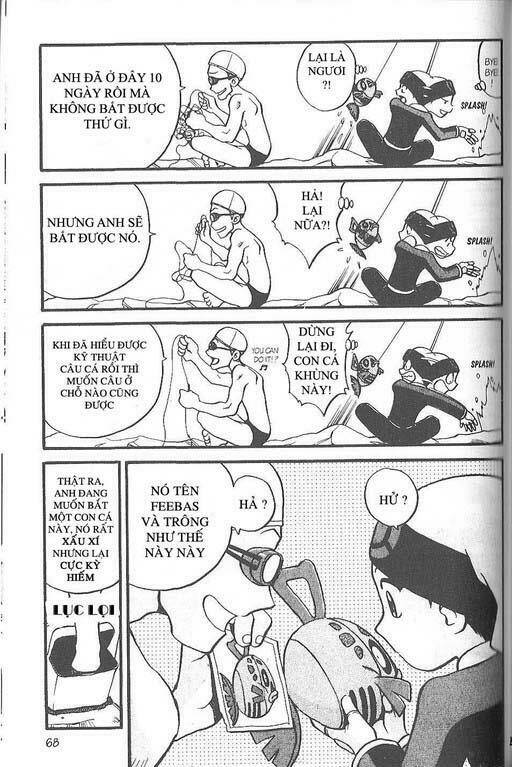 ANH ĐÃ Ở ĐÂY 10
NGÀY RỒI MÀ
KHÔNG BẮT ĐƯỢC
THỨ GÌ.
LẠI LÀ
NGƯƠI
?!
BYE
BYE!
SPLASH!
NHƯNG ANH SẼ
BẮT ĐƯỢC NÓ.
HẢ!
LẠI
NỮA?!
SPLASH!
KHI ĐÃ HIỂU ĐƯỢC
KỸ THUẬT
CÂU CÁ RỒI THÌ
MUỐN CÂU Ở
CHỖ NÀO CŨNG
ĐƯỢC
YOU CAN
DO IT!?
DỪNG
LẠI ĐI,
CON CÁ
KHÙNG NÀY!
SPLASH!
THẬT RA,
ANH ĐANG
MUỐN BẮT
MỘT CON CÁ
NÀY, NÓ RẤT
XẤU XÍ
NHƯNG LẠI
CỰC KỲ
HIẾM
LỤC LỌI
NÓ TÊN
FEEBAS
VÀ TRÔNG
NHƯ THẾ
NÀY NÀY
HẢ ?
HỬ ?
68